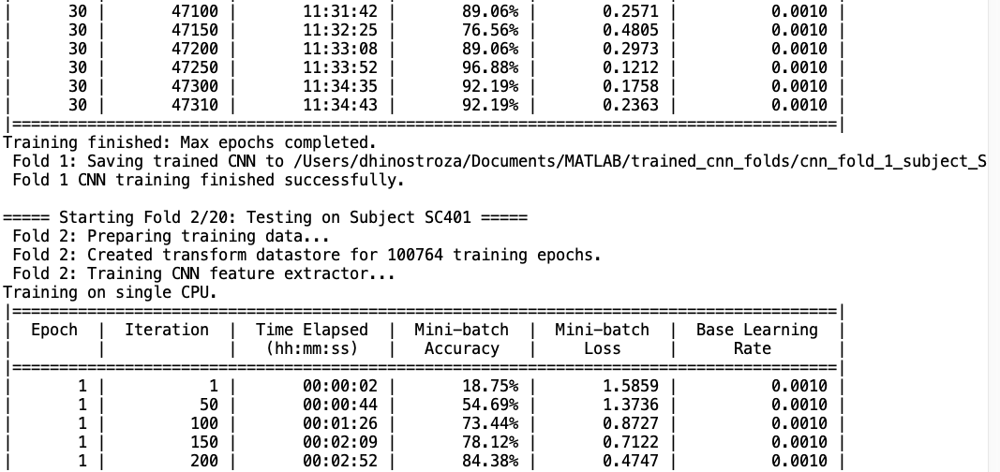 | 30 | 47100 | 11:31:42 | 89.06% | 0.2571 | 0.0010 |
| 30 | 47150 | 11:32:25 | 76.56% | 0.4805 | 0.0010 |
| 30 | 47200 | 11:33:08 | 89.06% | 0.2973 | 0.0010 |
| 30 | 47250 | 11:33:52 | 96.88% | 0.1212 | 0.0010 |
| 30 | 47300 | 11:34:35 | 92.19% | 0.1758 | 0.0010 |
| 30 | 47310 | 11:34:43 | 92.19% | 0.2363 | 0.0010 |
|========================================================================================|
Training finished: Max epochs completed.
Fold 1: Saving trained CNN to /Users/dhinostroza/Documents/MATLAB/trained_cnn_folds/cnn_fold_1_subject_S
Fold 1 CNN training finished successfully.
===== Starting Fold 2/20: Testing on Subject SC401 =====
Fold 2: Preparing training data...
Fold 2: Created transform datastore for 100764 training epochs.
Fold 2: Training CNN feature extractor...
Training on single CPU.
|========================================================================================|
| Epoch | Iteration | Time Elapsed | Mini-batch | Mini-batch | Base Learning |
| | | (hh:mm:ss) | Accuracy | Loss | Rate |
|========================================================================================|
| 1 | 1 | 00:00:02 | 18.75% | 1.5859 | 0.0010 |
| 1 | 50 | 00:00:44 | 54.69% | 1.3736 | 0.0010 |
| 1 | 100 | 00:01:26 | 73.44% | 0.8727 | 0.0010 |
| 1 | 150 | 00:02:09 | 78.12% | 0.7122 | 0.0010 |
| 1 | 200 | 00:02:52 | 84.38% | 0.4747 | 0.0010 |